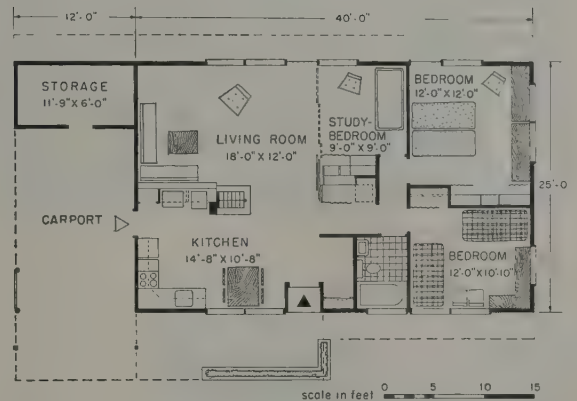 12'-0"
40'-0"
STORAGE
11'-9" X 6'-0"
LIVING ROOM
18'-0" X 12'-0"
STUDY-
BEDROOM
9'-0" X 9'-0"
BEDROOM
12'-0" X 12'-0"
25'-0
CARPORT
KITCHEN
14'-8" X 10'-8"
BEDROOM
12'-0" X 10'-10"
scale in feet 0 5 10 15